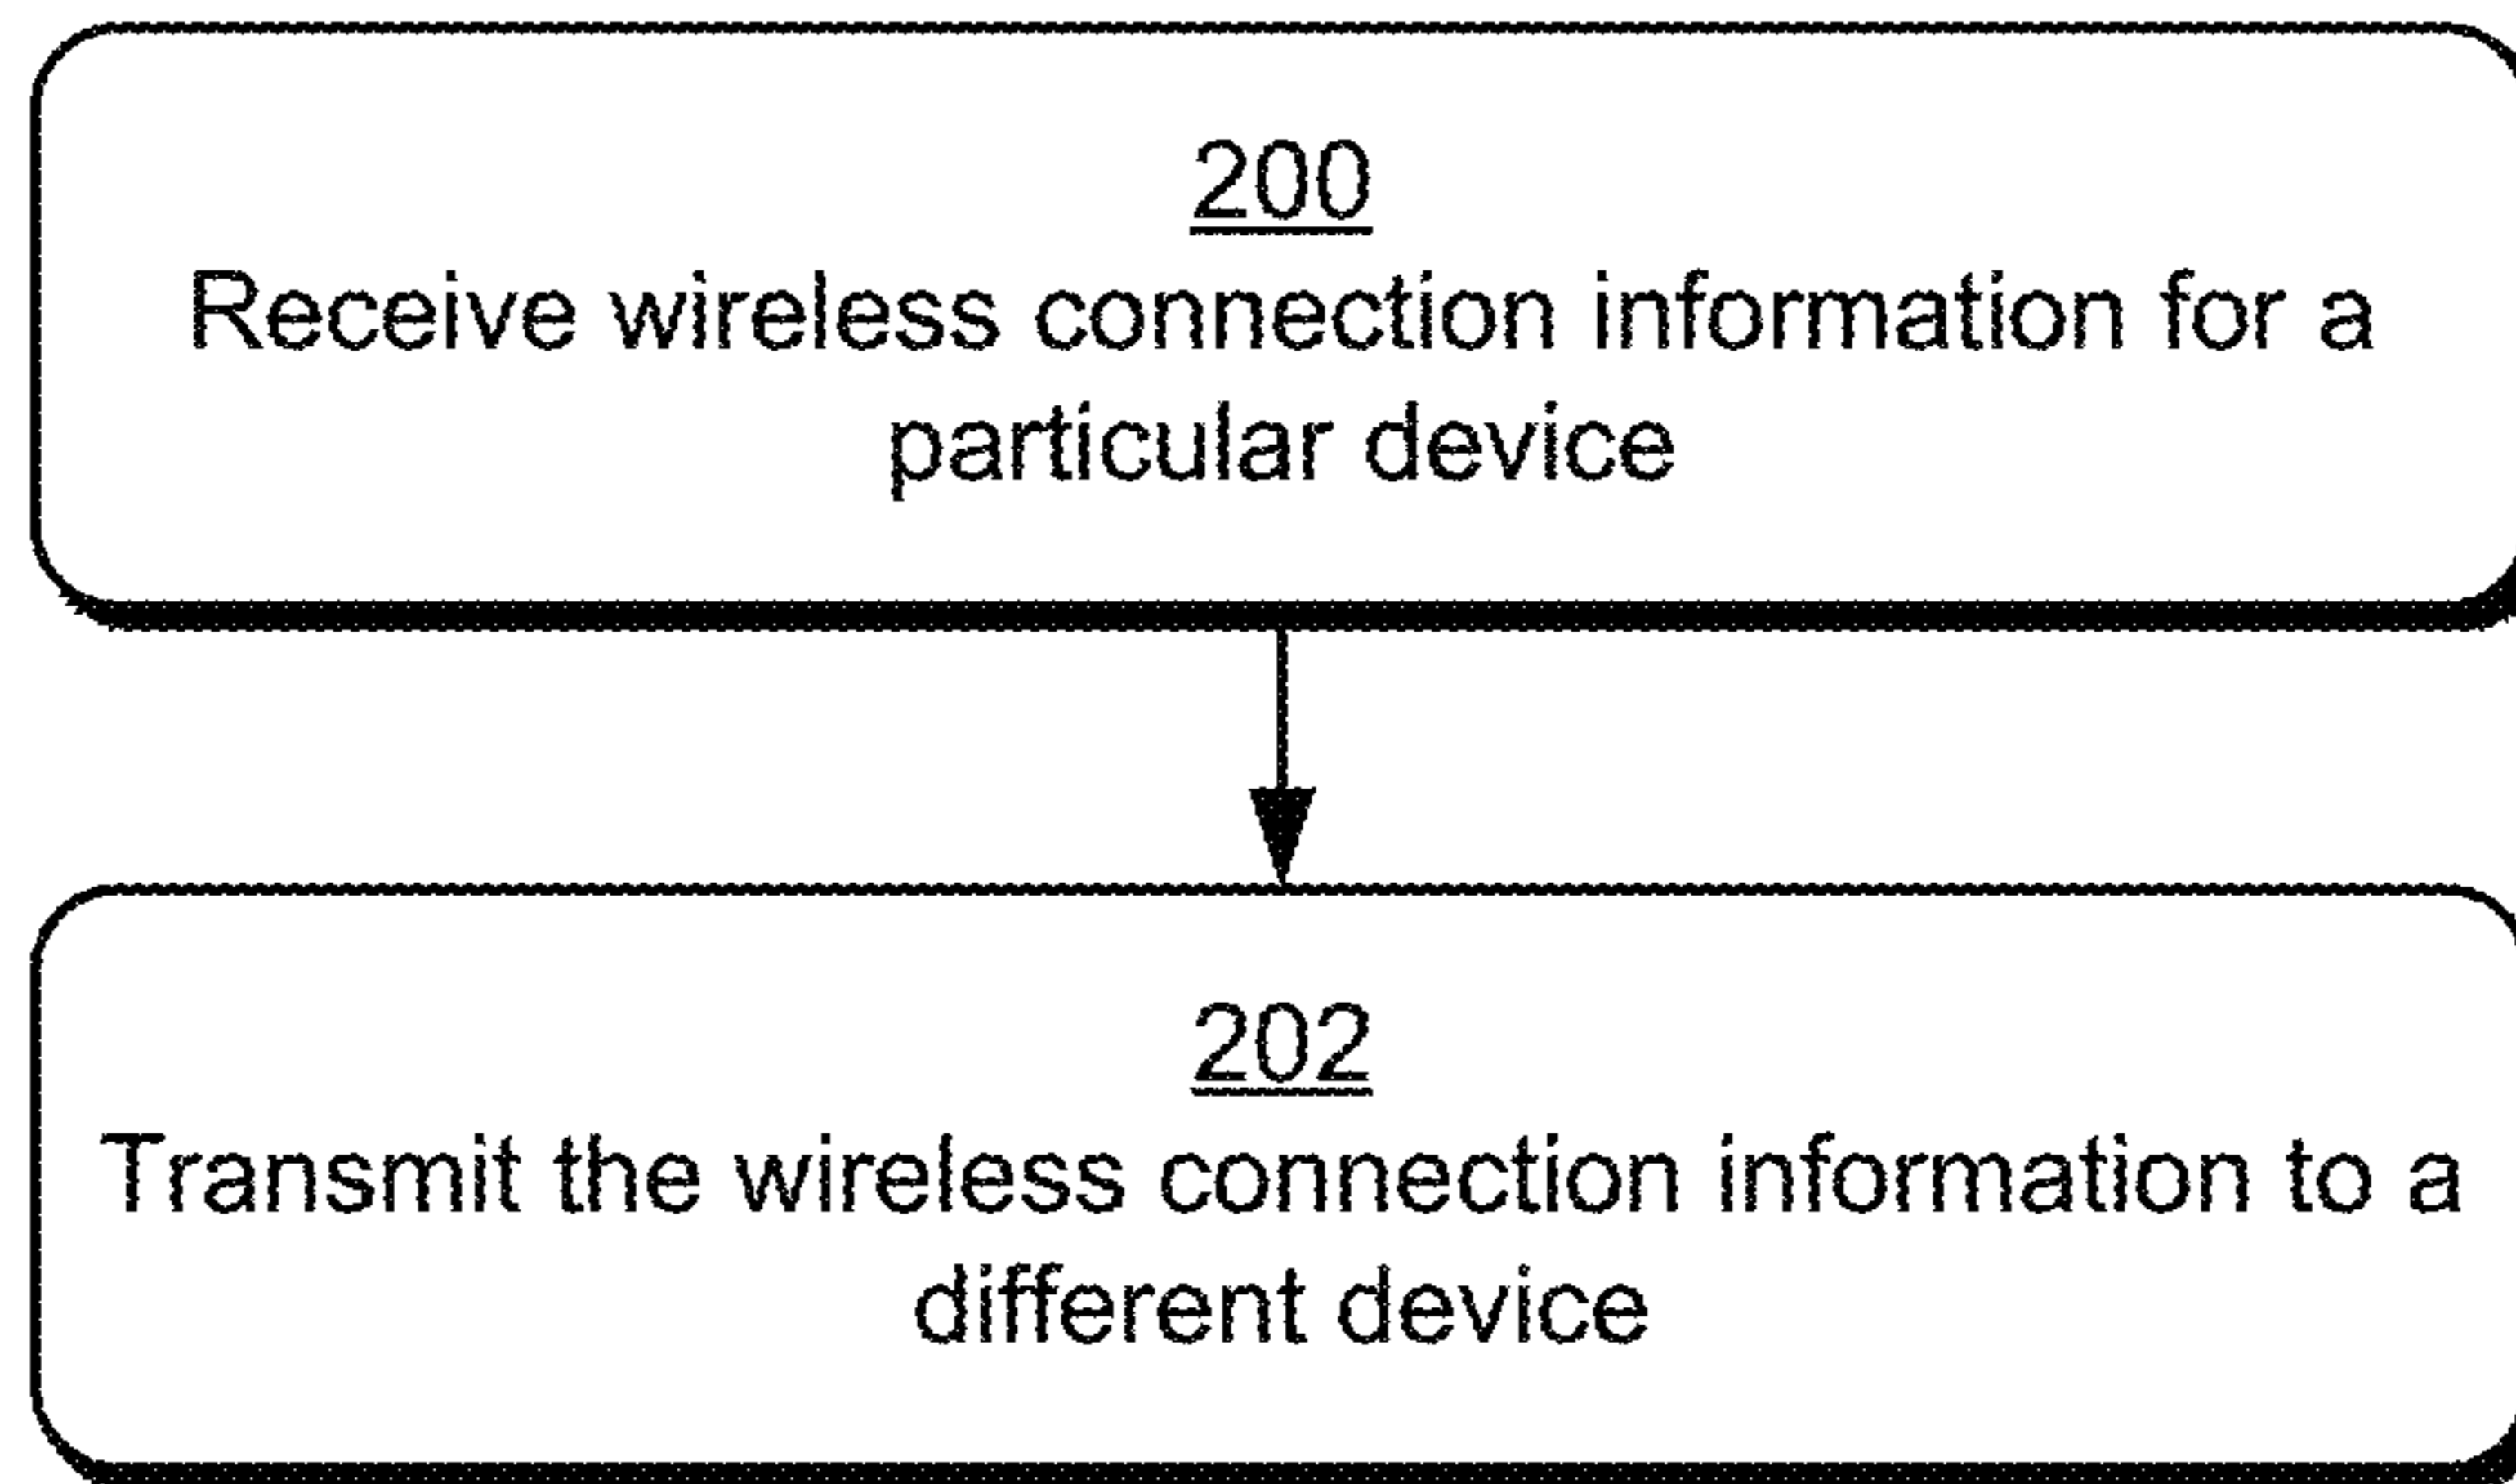 200
Receive wireless connection information for a
particular device
202
Transmit the wireless connection information to a
different device